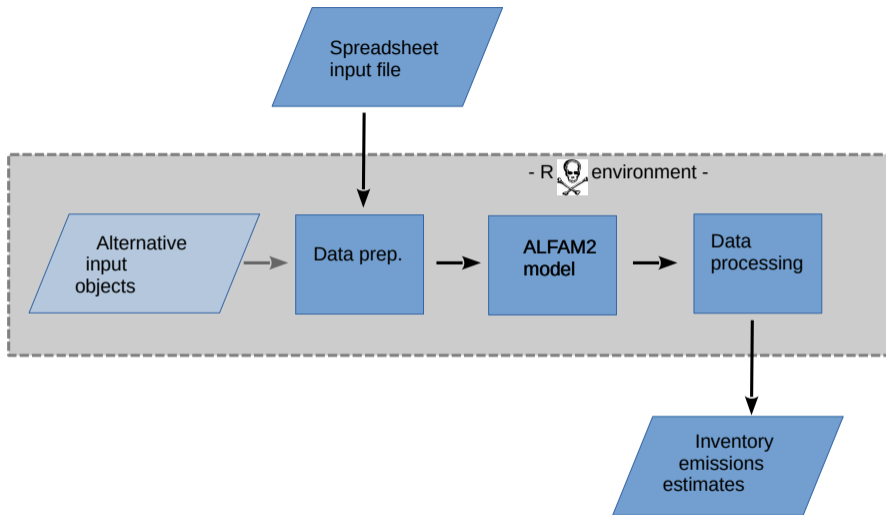 Spreadsheet
input file
- R environment -
Alternative
input
objects
Data prep.
ALFAM2
model
Data
processing
Inventory
emissions
estimates